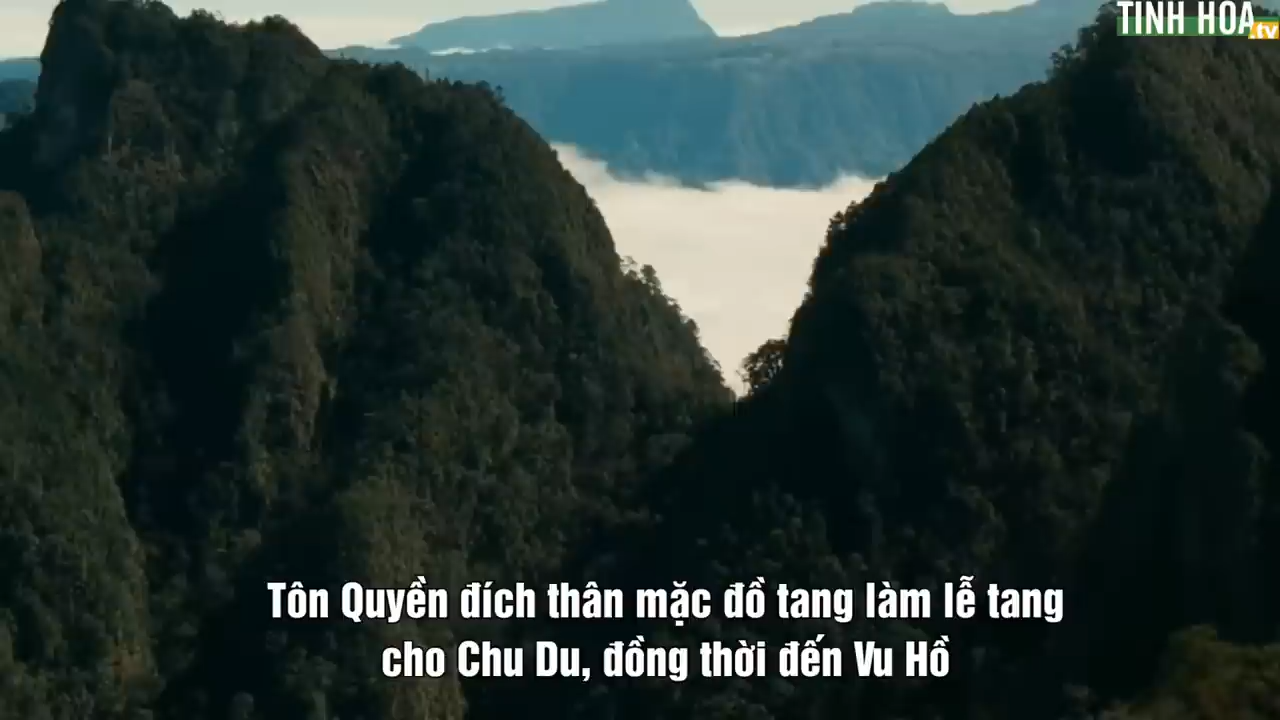 TINH HOA
.tv
Tôn Quyền đích thân mặc đồ tang làm lễ tang
cho Chu Du, đồng thời đến Vu Hồ